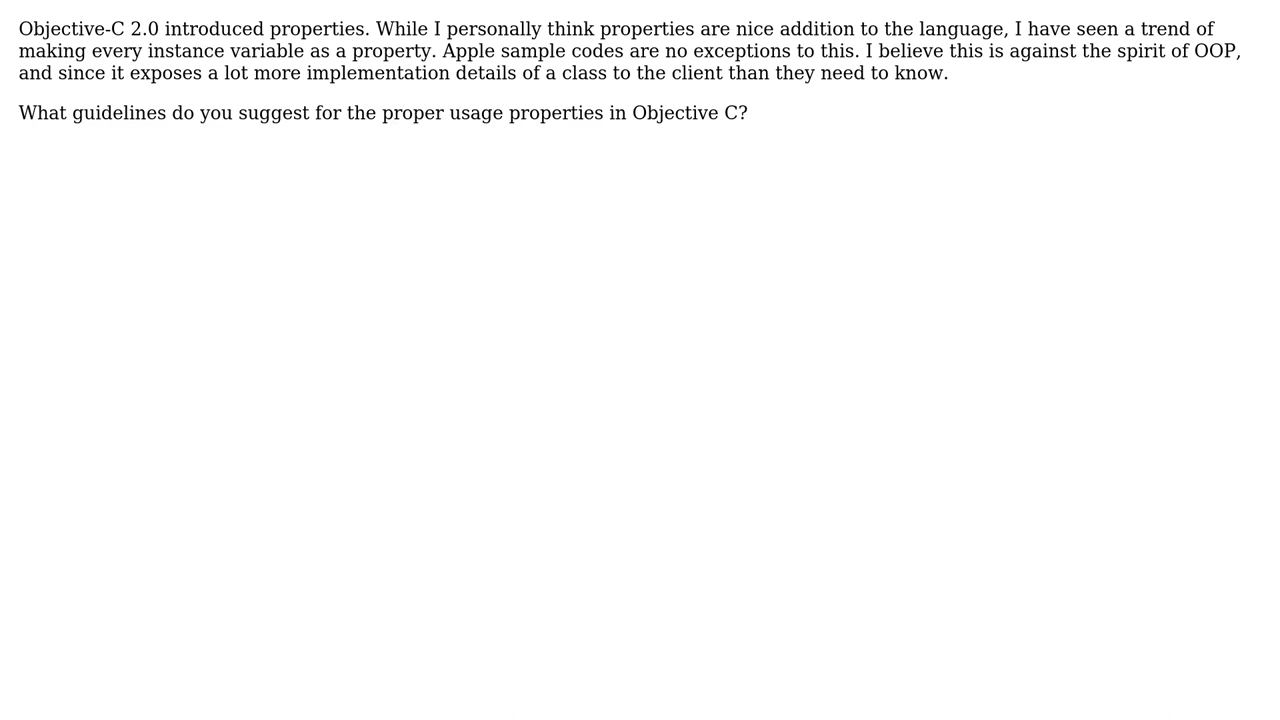 Objective-C 2.0 introduced properties. While I personally think properties are nice addition to the language, I have seen a trend of
making every instance variable as a property. Apple sample codes are no exceptions to this. I believe this is against the spirit of OOP,
and since it exposes a lot more implementation details of a class to the client than they need to know.
What guidelines do you suggest for the proper usage properties in Objective C?